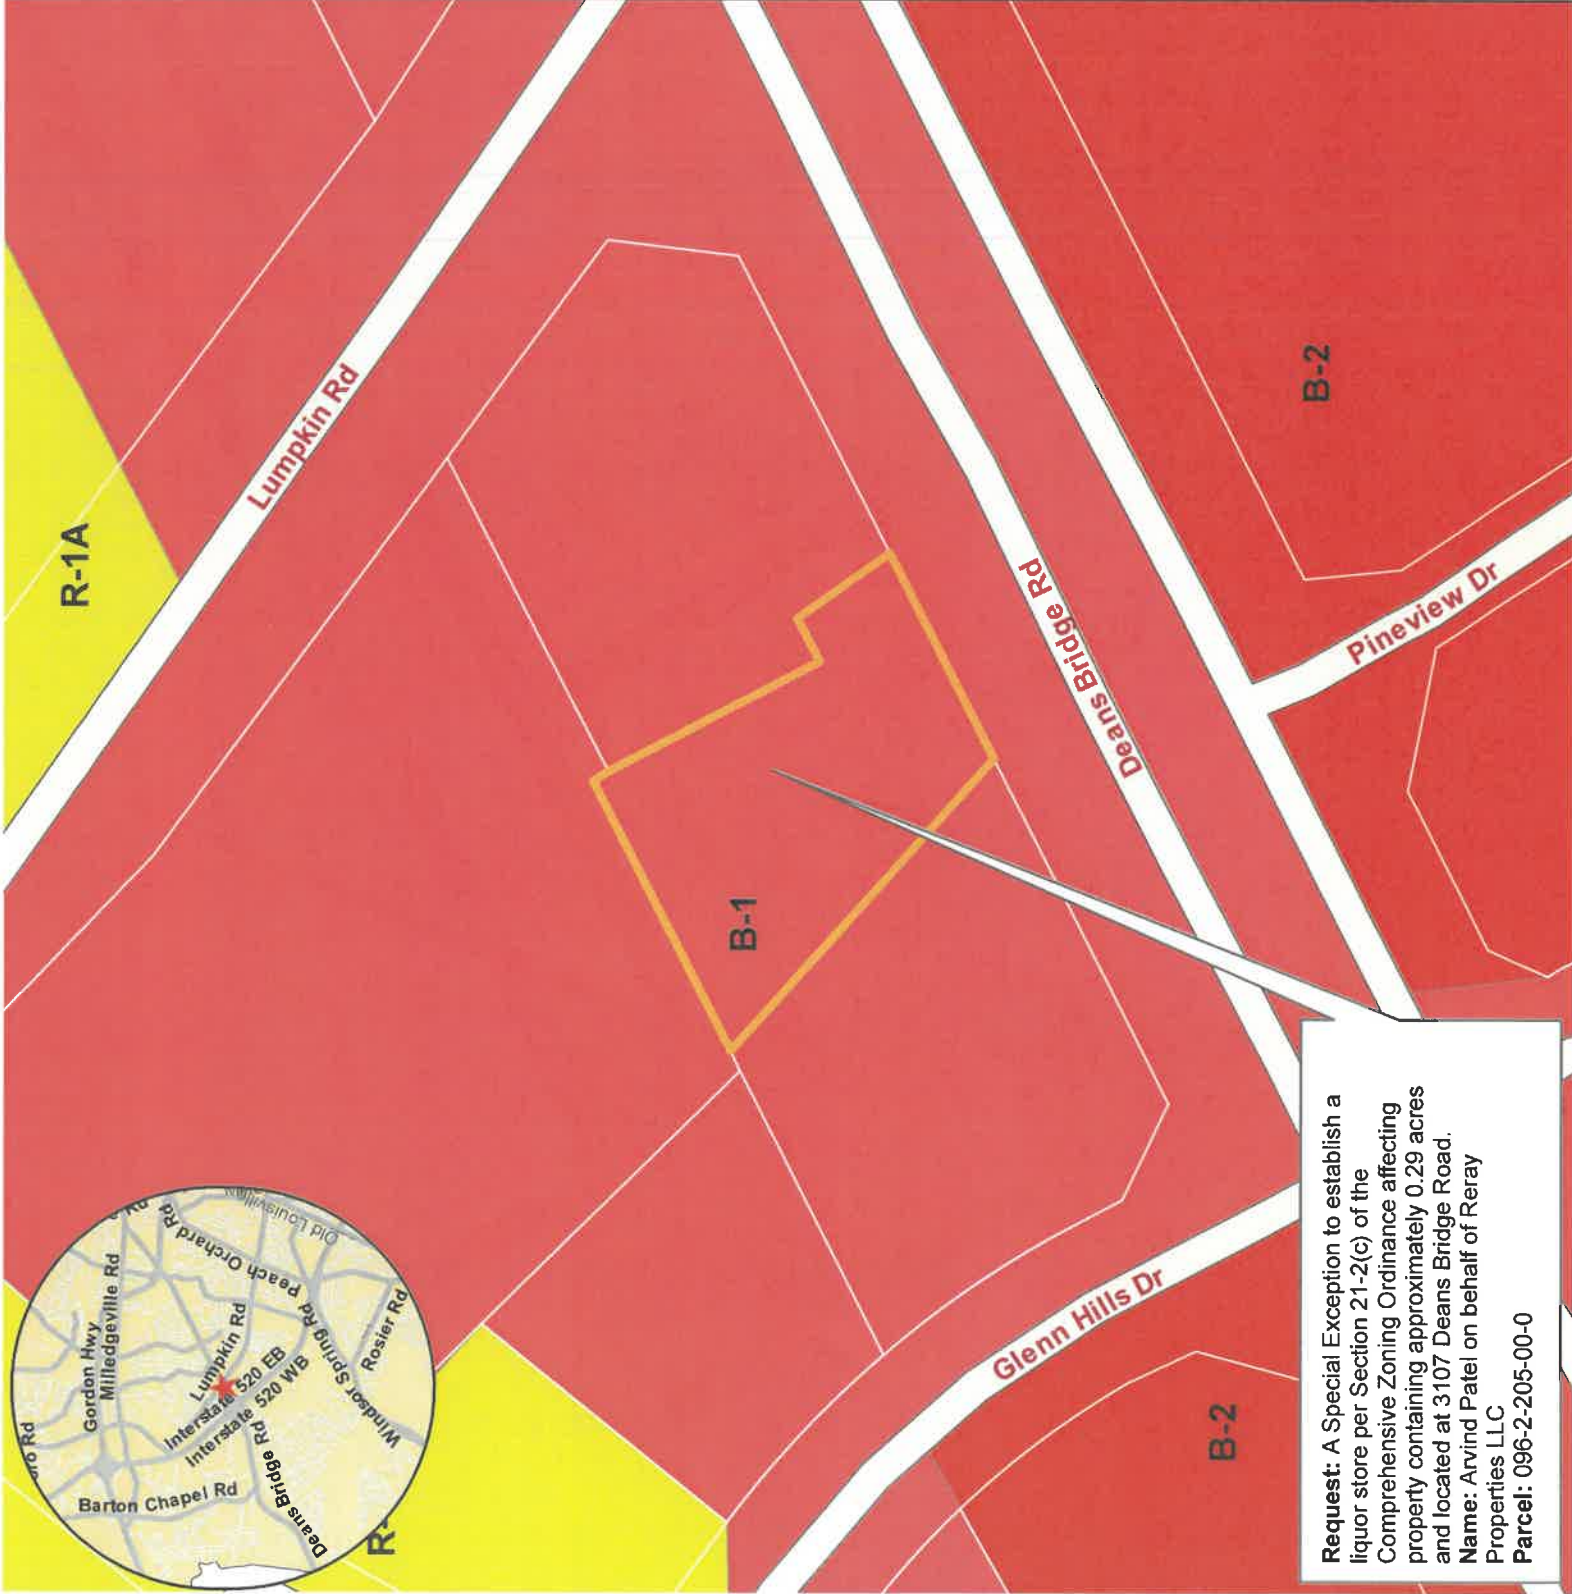 R-1A
Lumpkin Rd
B-1
Deans Bridge Rd
B-2
Pineview Dr
Glenn Hills Dr
B-2
R-
Gordon Hwy
Milledgeville Rd
Peach Orchard Rd
Old Louisville
Lumpkin Rd
Interstate 520 EB
Interstate 520 WB
Windsor Spring Rd
Rosier Rd
Barton Chapel Rd
Deans Bridge Rd
Request: A Special Exception to establish a
liquor store per Section 21-2(c) of the
Comprehensive Zoning Ordinance affecting
property containing approximately 0.29 acres
and located at 3107 Deans Bridge Road.
Name: Arvind Patel on behalf of Reray
Properties LLC
Parcel: 096-2-205-00-0